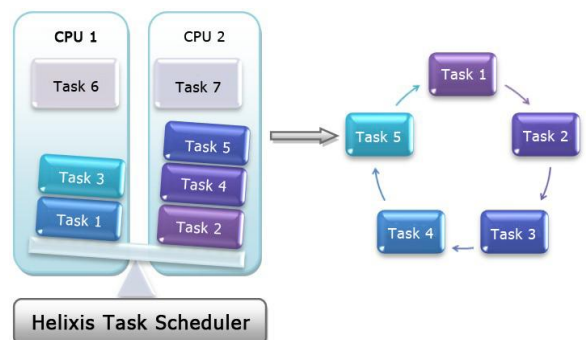 CPU 1
CPU 2
Task 6
Task 7
Task 5
Task 3
Task 4
Task 1
Task 2
Helixis Task Scheduler
Task 1
Task 2
Task 3
Task 4
Task 5